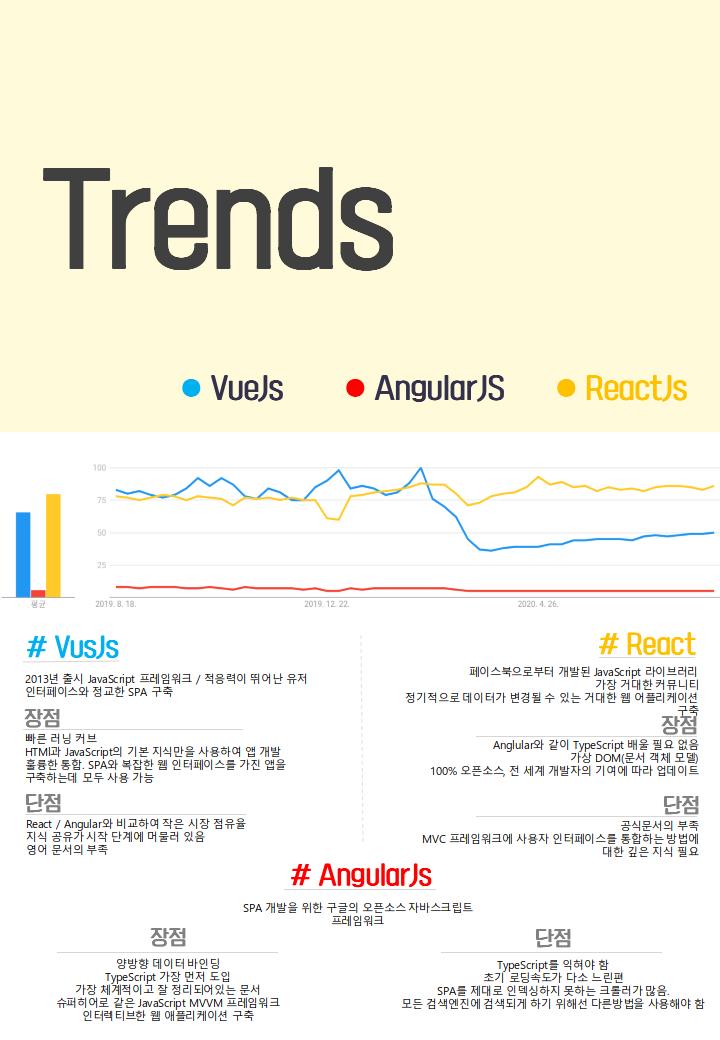 Trends
VueJs
AngularJS
ReactJs
100
75
50
25
평균
2019. 8. 18.
2019. 12. 22.
2020. 4. 26.
# VusJs
2013년 출시 JavaScript 프레임워크 / 적응력이 뛰어난 유저
인터페이스와 정교한 SPA 구축
장점
빠른 러닝 커브
HTMl과 JavaScript의 기본 지식만을 사용하여 앱 개발
훌륭한 통합. SPA와 복잡한 웹 인터페이스를 가진 앱을
구축하는데 모두 사용 가능
단점
React / Angular와 비교하여 작은 시장 점유율
지식 공유가 시작 단계에 머물러 있음
영어 문서의 부족
# React
페이스북으로부터 개발된 JavaScript 라이브러리
가장 거대한 커뮤니티
정기적으로 데이터가 변경될 수 있는 거대한 웹 어플리케이션
구축
장점
Anglular와 같이 TypeScript 배울 필요 없음
가상 DOM(문서 객체 모델)
100% 오픈소스, 전 세계 개발자의 기여에 따라 업데이트
단점
공식문서의 부족
MVC 프레임워크에 사용자 인터페이스를 통합하는 방법에
대한 깊은 지식 필요
# AngularJs
SPA 개발을 위한 구글의 오픈소스 자바스크립트
프레임워크
장점
양방향 데이터 바인딩
TypeScript 가장 먼저 도입
가장 체계적이고 잘 정리되어있는 문서
슈퍼히어로 같은 JavaScript MVVM 프레임워크
인터렉티브한 웹 애플리케이션 구축
단점
TypeScript를 익혀야 함
초기 로딩속도가 다소 느린편
SPA를 제대로 인덱싱하지 못하는 크롤러가 많음.
모든 검색엔진에 검색되게 하기 위해선 다른방법을 사용해야 함